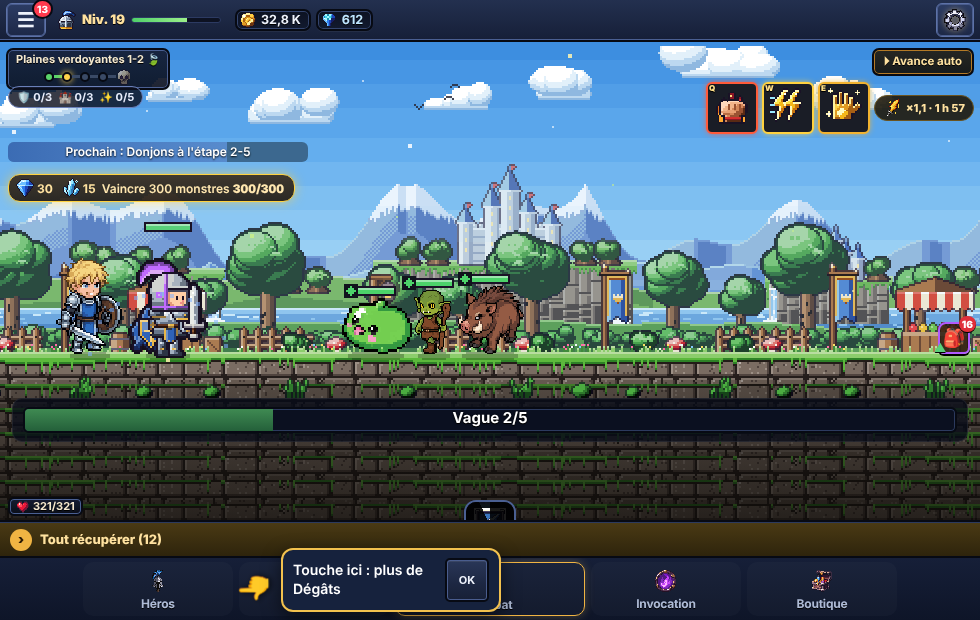 13
Niv. 19
32,8 K
612
Plaines verdoyantes 1-2
0/3
0/3
0/5
Avance auto
Q
W
E
×1,1 · 1 h 57
Prochain : Donjons à l'étape 2-5
30
15
Vaincre 300 monstres 300/300
16
Vague 2/5
321/321
Tout récupérer (12)
Touche ici : plus de
Dégâts
OK
Héros
Invocation
Boutique